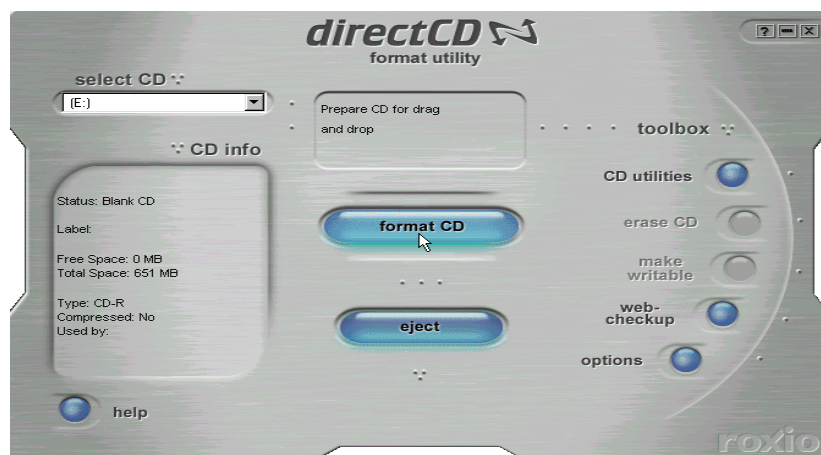 directCD
format utility
select CD
(E:)
CD info
Status: Blank CD
Label:
Free Space: 0 MB
Total Space: 651 MB
Type: CD-R
Compressed: No
Used by:
help
Prepare CD for drag
and drop
format CD
eject
toolbox
CD utilities
erase CD
make
writable
web-
checkup
options
roxio